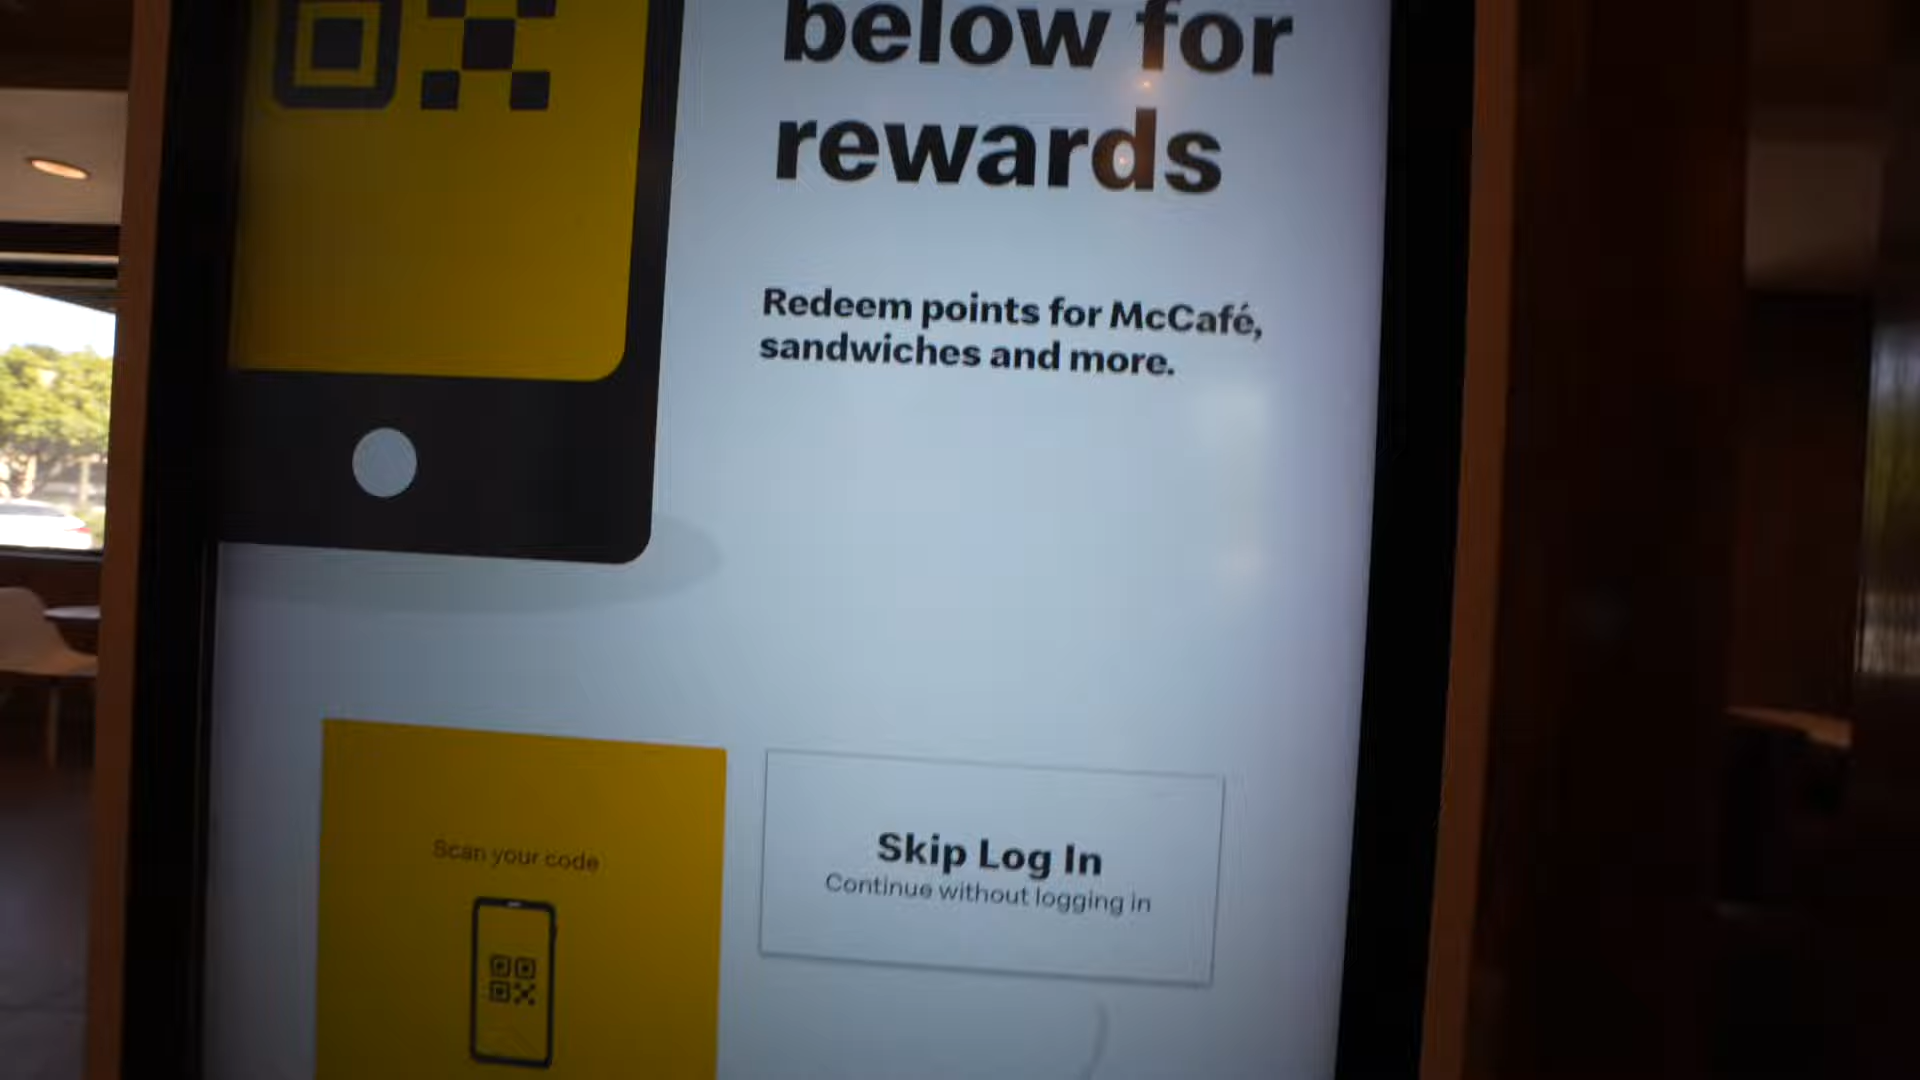 below for
rewards
Redeem points for McCafé,
sandwiches and more.
Scan your code
Skip Log In
Continue without logging in